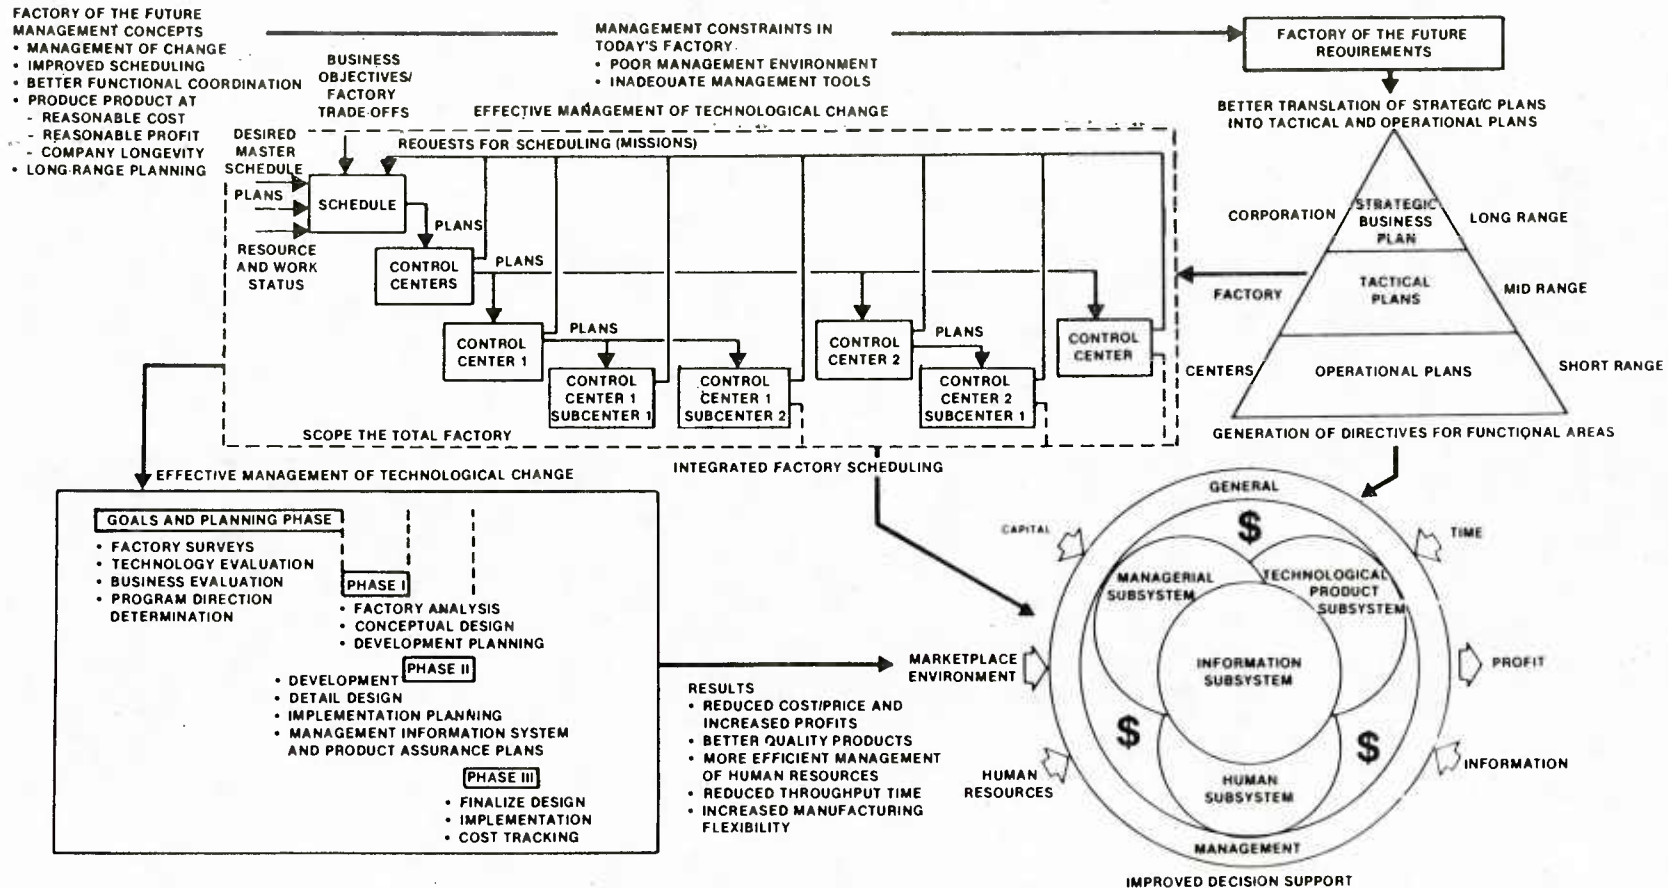 FACTORY OF THE FUTURE
MANAGEMENT CONCEPTS
• MANAGEMENT OF CHANGE
• IMPROVED SCHEDULING
• BETTER FUNCTIONAL COORDINATION
• PRODUCE PRODUCT AT
- REASONABLE COST
- REASONABLE PROFIT
- COMPANY LONGEVITY
• LONG-RANGE PLANNING
MANAGEMENT CONSTRAINTS IN
TODAY'S FACTORY
• POOR MANAGEMENT ENVIRONMENT
• INADEQUATE MANAGEMENT TOOLS
FACTORY OF THE FUTURE
REQUIREMENTS
BUSINESS
OBJECTIVES/
FACTORY
TRADE-OFFS
EFFECTIVE MANAGEMENT OF TECHNOLOGICAL CHANGE
DESIRED
MASTER
SCHEDULE
PLANS
RESOURCE
AND WORK
STATUS
REQUESTS FOR SCHEDULING (MISSIONS)
SCHEDULE
PLANS
CONTROL
CENTERS
PLANS
CONTROL
CENTER 1
PLANS
CONTROL
CENTER 1
SUBCENTER 1
CONTROL
CENTER 1
SUBCENTER 2
CONTROL
CENTER 2
PLANS
CONTROL
CENTER 2
SUBCENTER 1
CONTROL
CENTER
SCOPE THE TOTAL FACTORY
INTEGRATED FACTORY SCHEDULING
BETTER TRANSLATION OF STRATEGIC PLANS
INTO TACTICAL AND OPERATIONAL PLANS
CORPORATION
STRATEGIC
BUSINESS
PLAN
LONG RANGE
FACTORY
TACTICAL
PLANS
MID RANGE
CENTERS
OPERATIONAL PLANS
SHORT RANGE
GENERATION OF DIRECTIVES FOR FUNCTIONAL AREAS
EFFECTIVE MANAGEMENT OF TECHNOLOGICAL CHANGE
GOALS AND PLANNING PHASE
• FACTORY SURVEYS
• TECHNOLOGY EVALUATION
• BUSINESS EVALUATION
• PROGRAM DIRECTION
DETERMINATION
PHASE I
• FACTORY ANALYSIS
• CONCEPTUAL DESIGN
• DEVELOPMENT PLANNING
PHASE II
• DEVELOPMENT
• DETAIL DESIGN
• IMPLEMENTATION PLANNING
• MANAGEMENT INFORMATION SYSTEM
AND PRODUCT ASSURANCE PLANS
PHASE III
• FINALIZE DESIGN
• IMPLEMENTATION
• COST TRACKING
RESULTS
• REDUCED COST/PRICE AND
INCREASED PROFITS
• BETTER QUALITY PRODUCTS
• MORE EFFICIENT MANAGEMENT
OF HUMAN RESOURCES
• REDUCED THROUGHPUT TIME
• INCREASED MANUFACTURING
FLEXIBILITY
GENERAL
CAPITAL
$
TIME
MANAGERIAL
SUBSYSTEM
TECHNOLOGICAL
PRODUCT
SUBSYSTEM
MARKETPLACE
ENVIRONMENT
INFORMATION
SUBSYSTEM
PROFIT
$
$
HUMAN
RESOURCES
HUMAN
SUBSYSTEM
INFORMATION
MANAGEMENT
IMPROVED DECISION SUPPORT